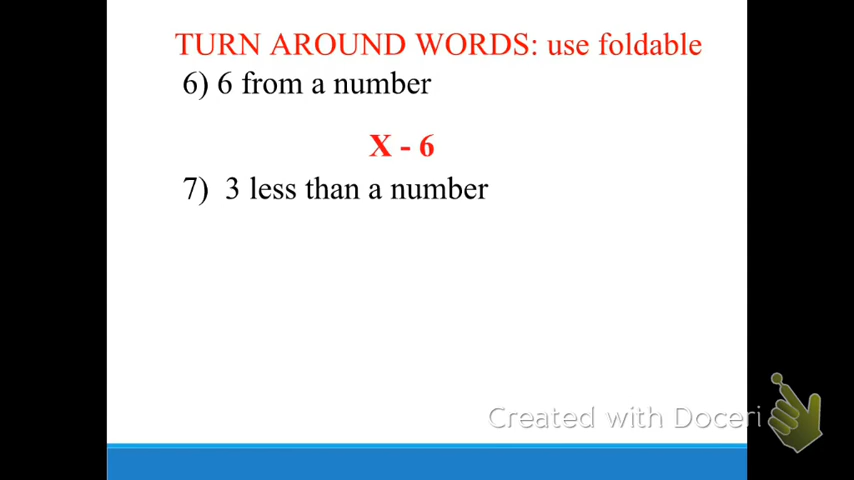 TURN AROUND WORDS: use foldable
6) 6 from a number
X - 6
7) 3 less than a number
Created with Doceri